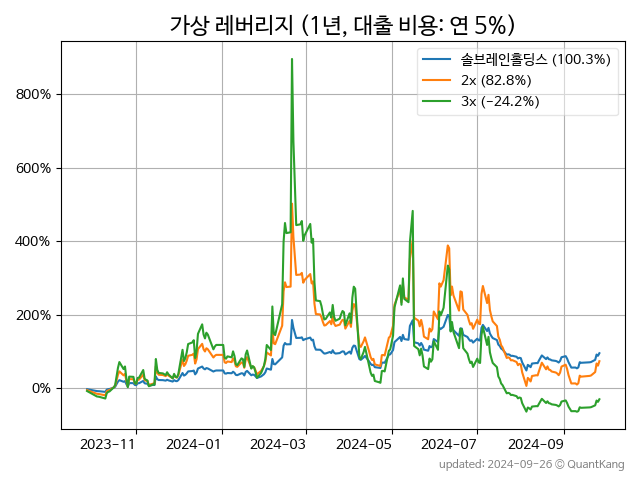 가상 레버리지 (1년, 대출 비용: 연 5%)
솔브레인홀딩스 (100.3%)
2x (82.8%)
3x (-24.2%)
800%
600%
400%
200%
0%
2023-11
2024-01
2024-03
2024-05
2024-07
2024-09
updated: 2024-09-26 © QuantKang